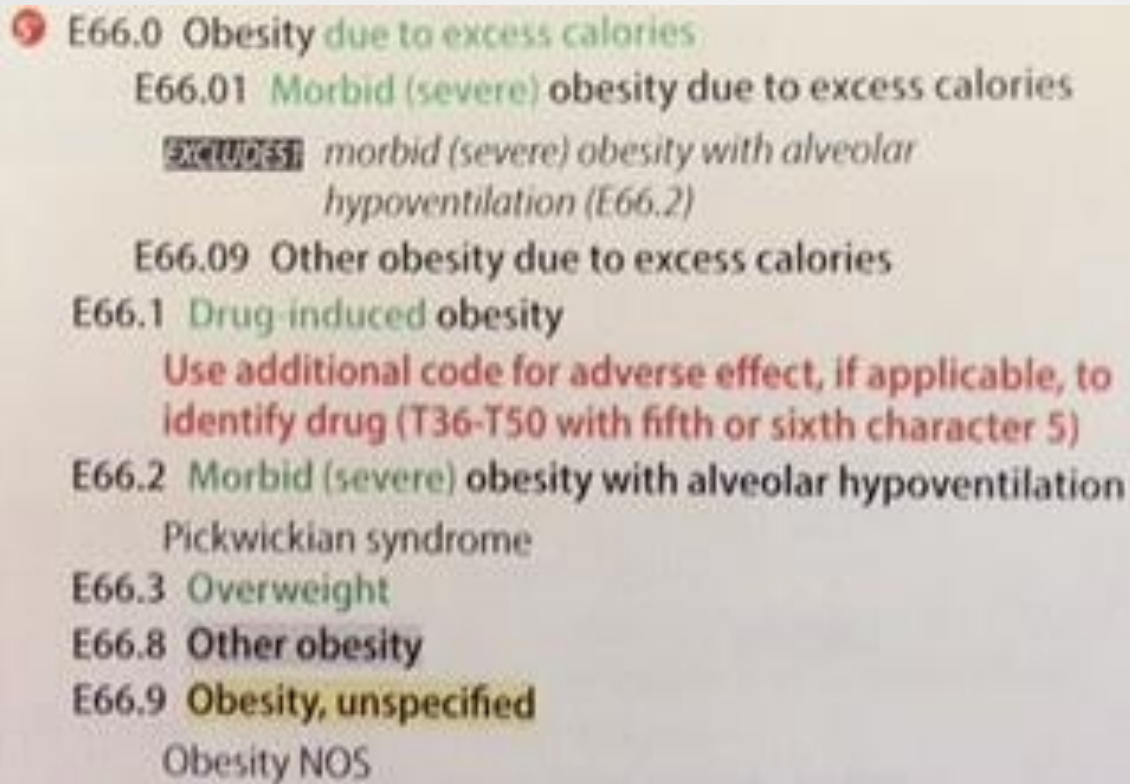 E66.0 Obesity due to excess calories
E66.01 Morbid (severe) obesity due to excess calories
EXCLUDES1 morbid (severe) obesity with alveolar
hypoventilation (E66.2)
E66.09 Other obesity due to excess calories
E66.1 Drug-induced obesity
Use additional code for adverse effect, if applicable, to
identify drug (T36-T50 with fifth or sixth character 5)
E66.2 Morbid (severe) obesity with alveolar hypoventilation
Pickwickian syndrome
E66.3 Overweight
E66.8 Other obesity
E66.9 Obesity, unspecified
Obesity NOS